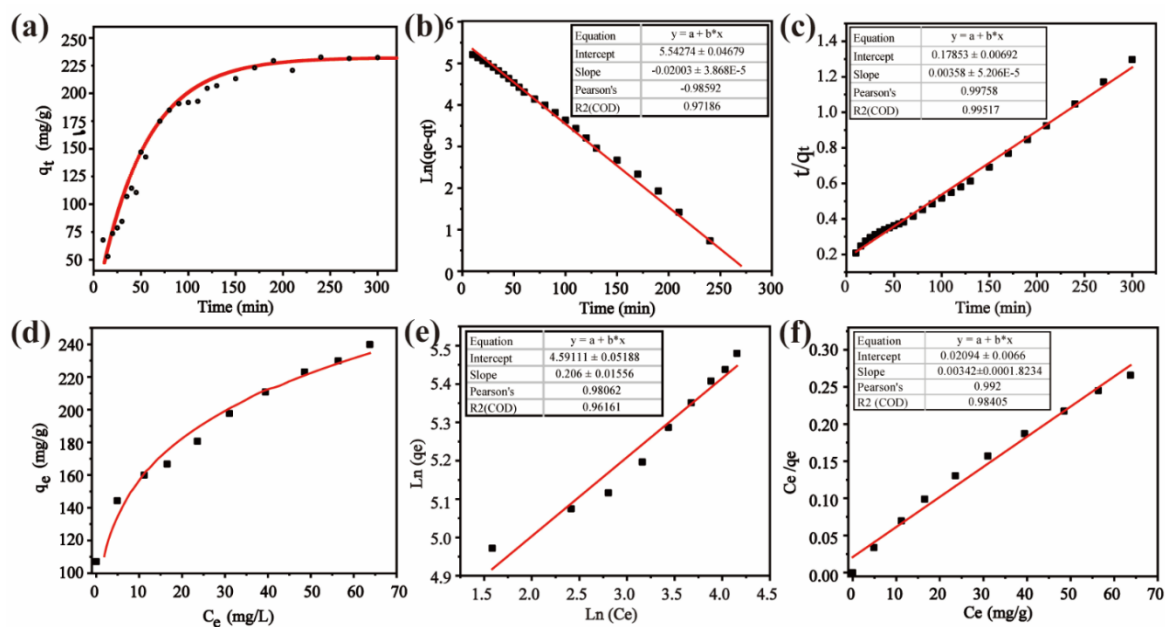 (a)
250
225
200
175
150
125
100
75
50
qt (mg/g)
0 50 100 150 200 250 300
Time (min)
(b)
6
5
4
3
2
1
0
Ln(qe-qt)
Equation y = a + b*x
Intercept 5.54274 ± 0.04679
Slope -0.02003 ± 3.868E-5
Pearson's -0.98592
R2(COD) 0.97186
0 50 100 150 200 250 300
Time (min)
(c)
1.4
1.2
1.0
0.8
0.6
0.4
0.2
t/qt
Equation y = a + b*x
Intercept 0.17853 ± 0.00692
Slope 0.00358 ± 5.206E-5
Pearson's 0.99758
R2(COD) 0.99517
0 50 100 150 200 250 300
Time (min)
(d)
240
220
200
180
160
140
120
100
qe (mg/g)
0 10 20 30 40 50 60 70
Ce (mg/L)
(e)
5.5
5.4
5.3
5.2
5.1
5.0
4.9
Ln (qe)
Equation y = a + b*x
Intercept 4.59111 ± 0.05188
Slope 0.206 ± 0.01556
Pearson's 0.98062
R2(COD) 0.96161
1.5 2.0 2.5 3.0 3.5 4.0 4.5
Ln (Ce)
(f)
0.30
0.25
0.20
0.15
0.10
0.05
0.00
Ce /qe
Equation y = a + b*x
Intercept 0.02094 ± 0.0066
Slope 0.00342±0.0001.8234
Pearson's 0.992
R2 (COD) 0.98405
0 10 20 30 40 50 60 70
Ce (mg/g)